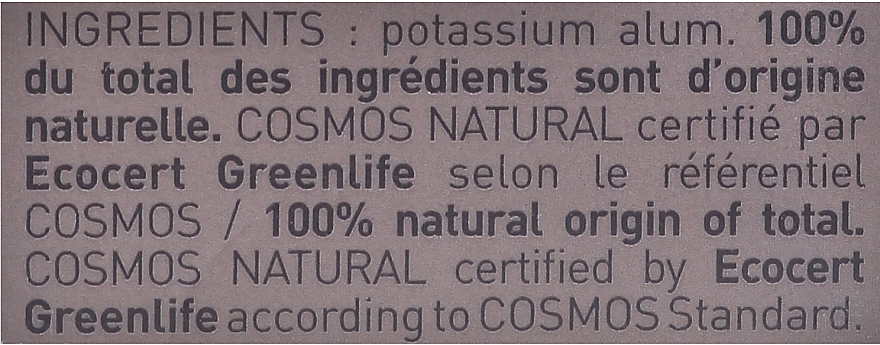 INGREDIENTS : potassium alum. 100%
du total des ingrédients sont d'origine
naturelle. COSMOS NATURAL certifié par
Ecocert Greenlife selon le référentiel
COSMOS / 100% natural origin of total.
COSMOS NATURAL certified by Ecocert
Greenlife according to COSMOS Standard.